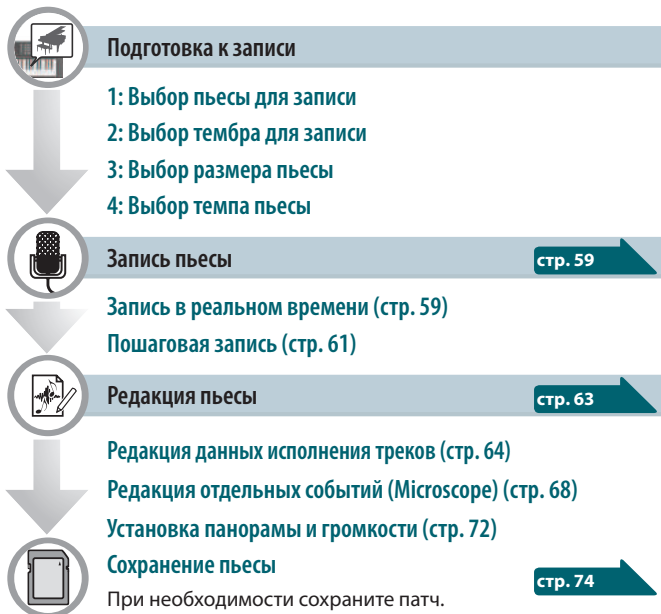 Подготовка к записи
1: Выбор пьесы для записи
2: Выбор тембра для записи
3: Выбор размера пьесы
4: Выбор темпа пьесы
Запись пьесы стр. 59
Запись в реальном времени (стр. 59)
Пошаговая запись (стр. 61)
Редакция пьесы стр. 63
Редакция данных исполнения треков (стр. 64)
Редакция отдельных событий (Microscope) (стр. 68)
Установка панорамы и громкости (стр. 72)
Сохранение пьесы
стр. 74
При необходимости сохраните патч.